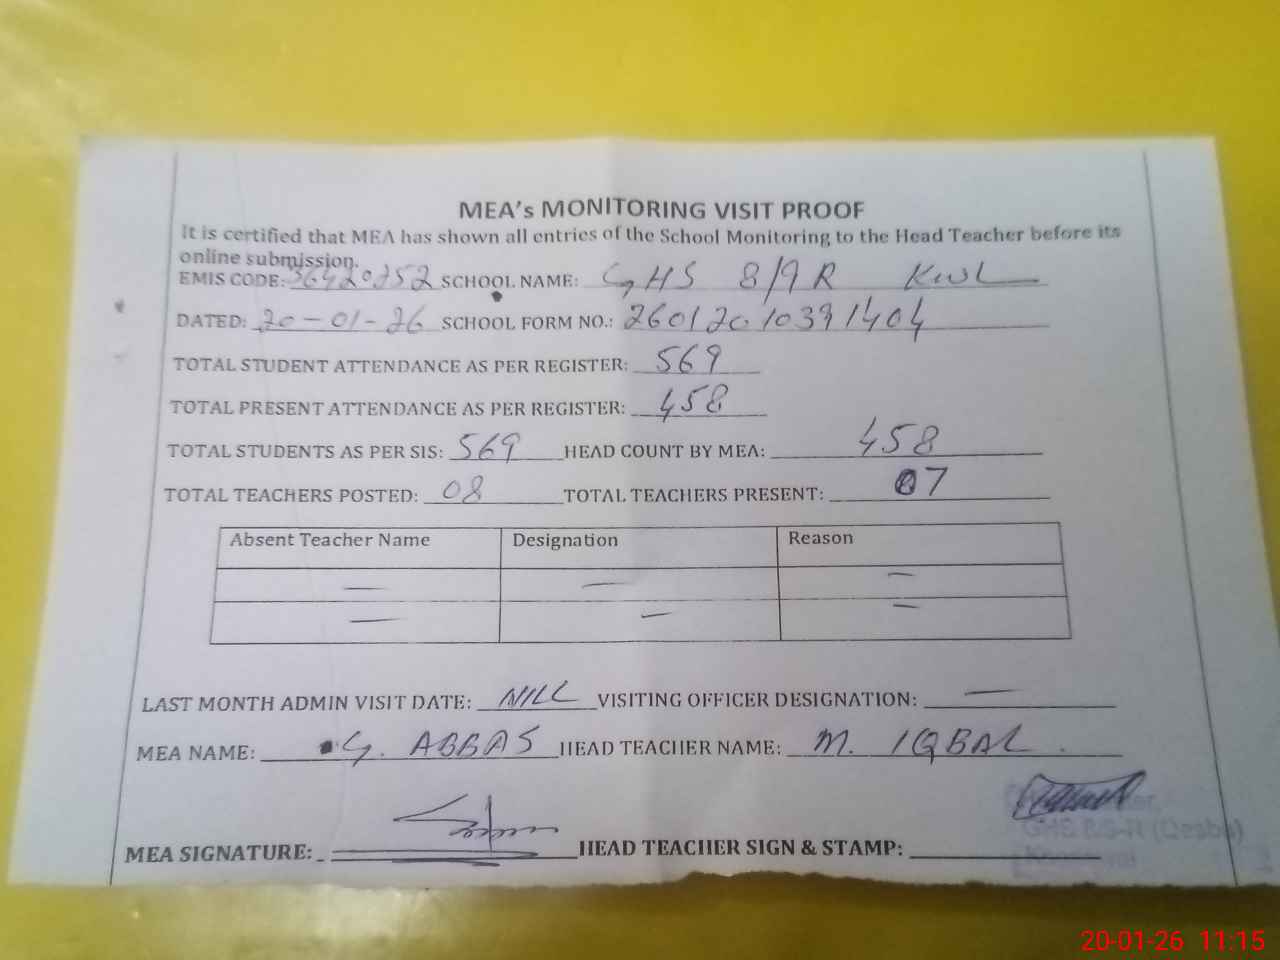 MEA's MONITORING VISIT PROOF
It is certified that MEA has shown all entries of the School Monitoring to the Head Teacher before its
online submission.
EMIS CODE: 36420252 SCHOOL NAME: GHS 8/9 R KWL
DATED: 20-01-26 SCHOOL FORM NO.: 26012010391404
TOTAL STUDENT ATTENDANCE AS PER REGISTER: 569
TOTAL PRESENT ATTENDANCE AS PER REGISTER: 458
TOTAL STUDENTS AS PER SIS: 569 HEAD COUNT BY MEA: 458
TOTAL TEACHERS POSTED: 08 TOTAL TEACHERS PRESENT: 07
Absent Teacher Name Designation Reason
— — —
— — —
LAST MONTH ADMIN VISIT DATE: NILL VISITING OFFICER DESIGNATION: —
MEA NAME: G. ABBAS HEAD TEACHER NAME: M. IQBAL.
MEA SIGNATURE: HEAD TEACHER SIGN & STAMP:
20-01-26 11:15